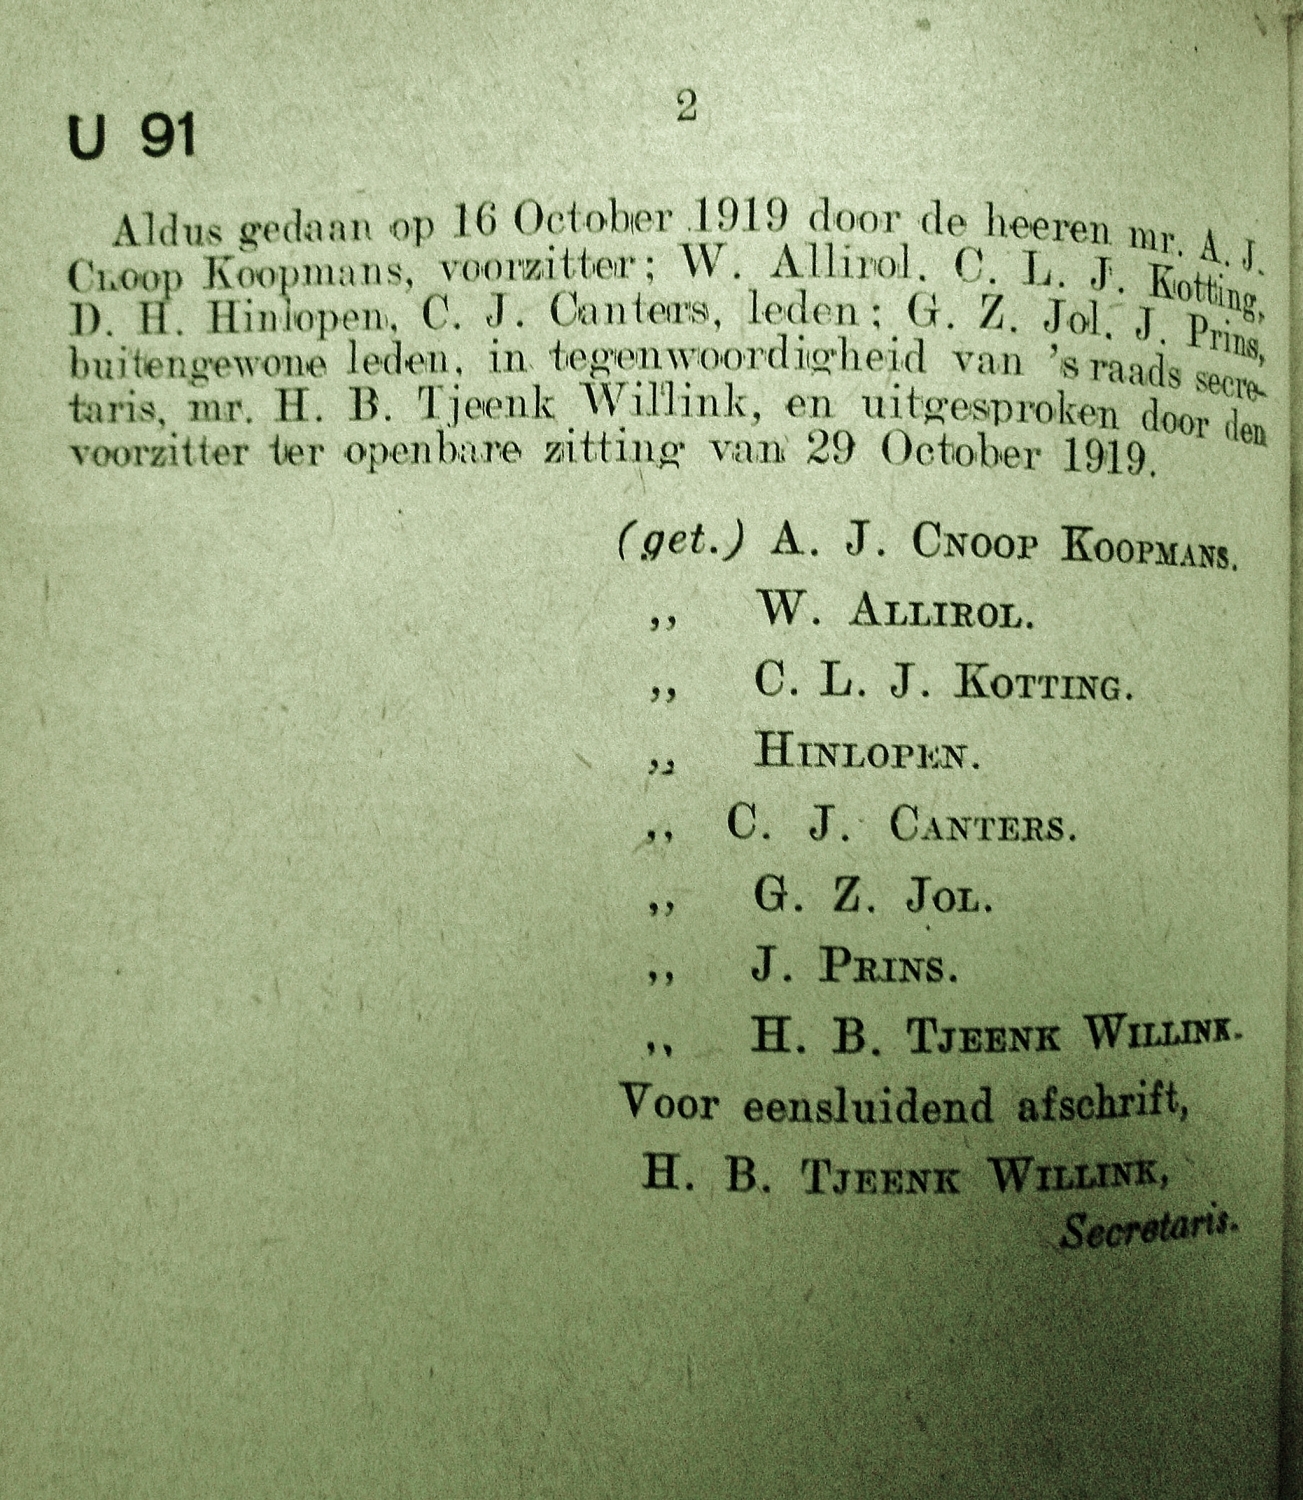 2
U 91
Aldus gedaan op 16 October 1919 door de heeren mr. A. J.
Cnoop Koopmans, voorzitter; W. Allirol. C. L. J. Kotting,
D. H. Hinlopen, C. J. Canters, leden; G. Z. Jol. J. Prins,
buitengewone leden, in tegenwoordigheid van 's raads secre-
taris, mr. H. B. Tjeenk Willink, en uitgesproken door den
voorzitter ter openbare zitting van 29 October 1919.
(get.) A. J. CNOOP KOOPMANS.
,, W. ALLIROL.
,, C. L. J. KOTTING.
,, HINLOPEN.
,, C. J. CANTERS.
,, G. Z. JOL.
,, J. PRINS.
,, H. B. TJEENK WILLINK.
Voor eensluidend afschrift,
H. B. TJEENK WILLINK,
Secretaris.